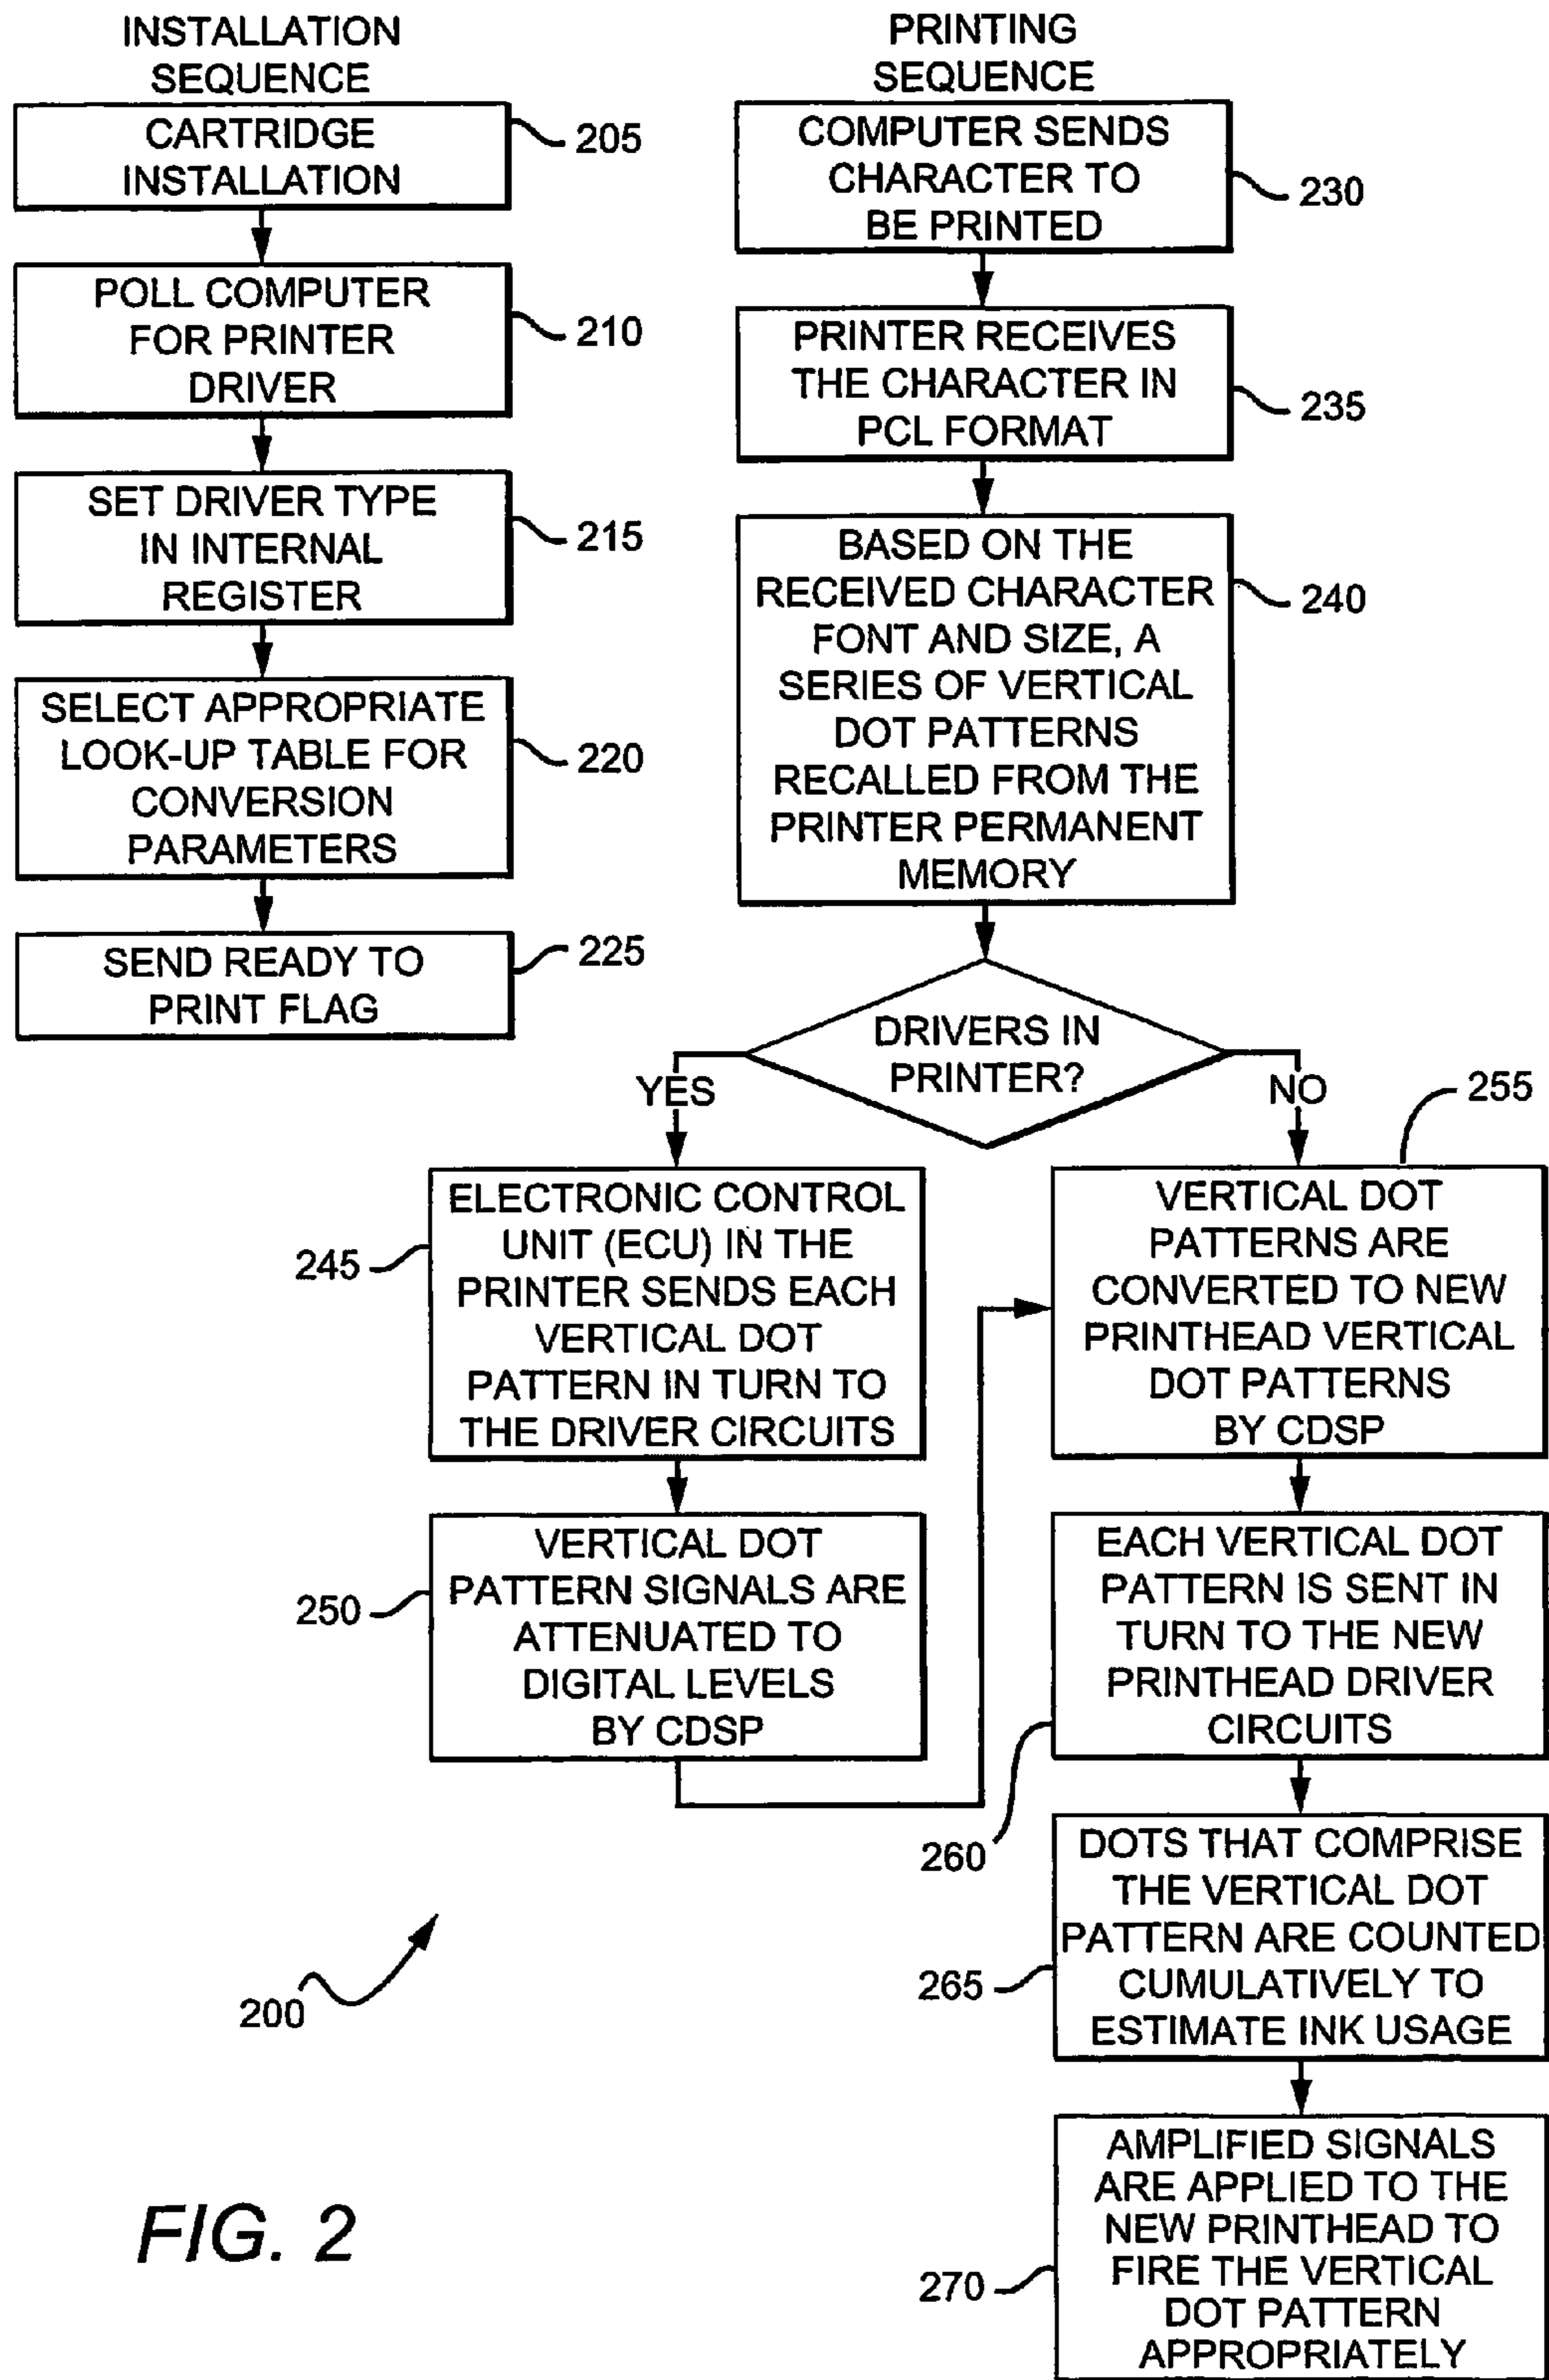 INSTALLATION
SEQUENCE
CARTRIDGE
INSTALLATION
205
POLL COMPUTER
FOR PRINTER
DRIVER
210
SET DRIVER TYPE
IN INTERNAL
REGISTER
215
SELECT APPROPRIATE
LOOK-UP TABLE FOR
CONVERSION
PARAMETERS
220
SEND READY TO
PRINT FLAG
225
PRINTING
SEQUENCE
COMPUTER SENDS
CHARACTER TO
BE PRINTED
230
PRINTER RECEIVES
THE CHARACTER IN
PCL FORMAT
235
BASED ON THE
RECEIVED CHARACTER
FONT AND SIZE, A
SERIES OF VERTICAL
DOT PATTERNS
RECALLED FROM THE
PRINTER PERMANENT
MEMORY
240
DRIVERS IN
PRINTER?
YES
NO
ELECTRONIC CONTROL
UNIT (ECU) IN THE
PRINTER SENDS EACH
VERTICAL DOT
PATTERN IN TURN TO
THE DRIVER CIRCUITS
245
VERTICAL DOT
PATTERN SIGNALS ARE
ATTENUATED TO
DIGITAL LEVELS
BY CDSP
250
255
VERTICAL DOT
PATTERNS ARE
CONVERTED TO NEW
PRINTHEAD VERTICAL
DOT PATTERNS
BY CDSP
EACH VERTICAL DOT
PATTERN IS SENT IN
TURN TO THE NEW
PRINTHEAD DRIVER
CIRCUITS
260
DOTS THAT COMPRISE
THE VERTICAL DOT
PATTERN ARE COUNTED
CUMULATIVELY TO
ESTIMATE INK USAGE
265
AMPLIFIED SIGNALS
ARE APPLIED TO THE
NEW PRINTHEAD TO
FIRE THE VERTICAL
DOT PATTERN
APPROPRIATELY
270
200
FIG. 2